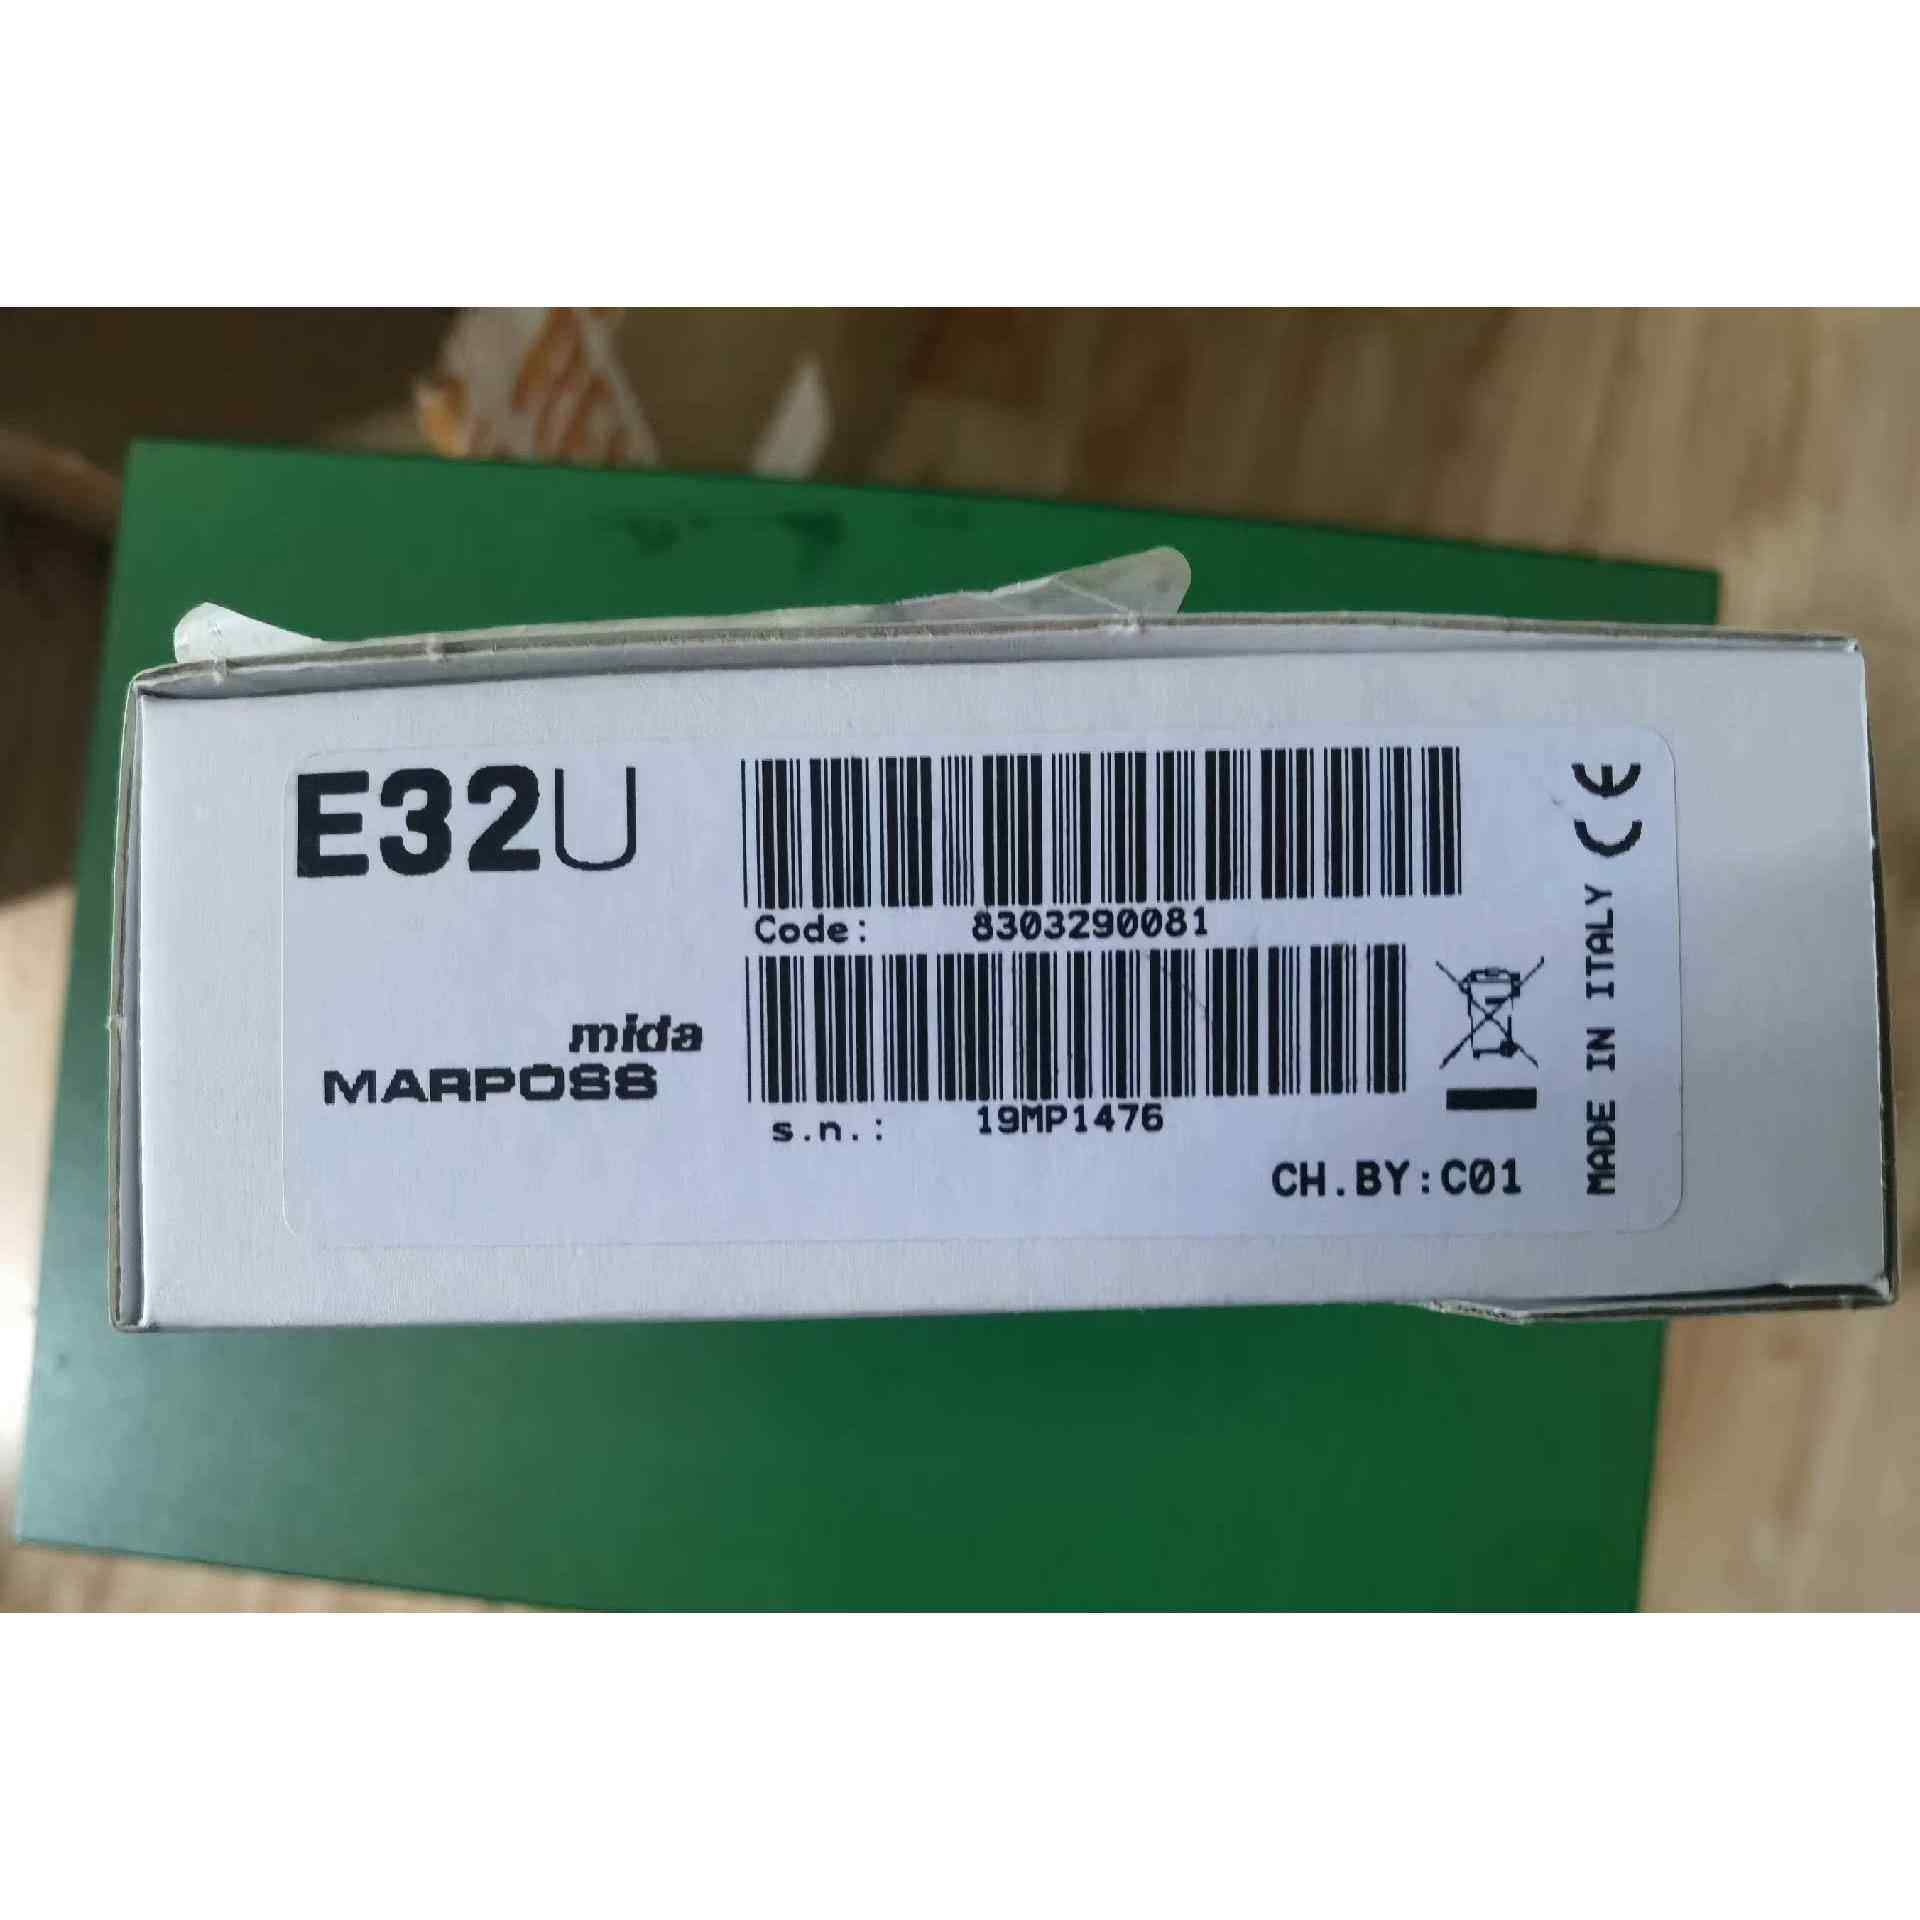 E32U
Code: 8303290081
mida
MARPOSS
s.n.: 19MP1476
CH.BY:C01
MADE IN ITALY CE